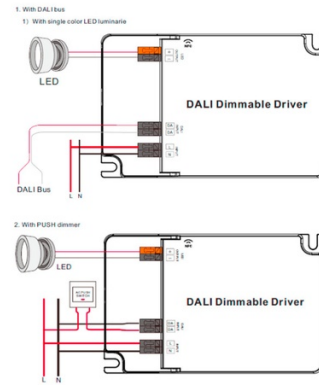 1. With DALI bus
1) With single color LED luminarie
LED
DALI Dimmable Driver
DALI Bus
L N
2. With PUSH dimmer
LED
DALI Dimmable Driver
L N